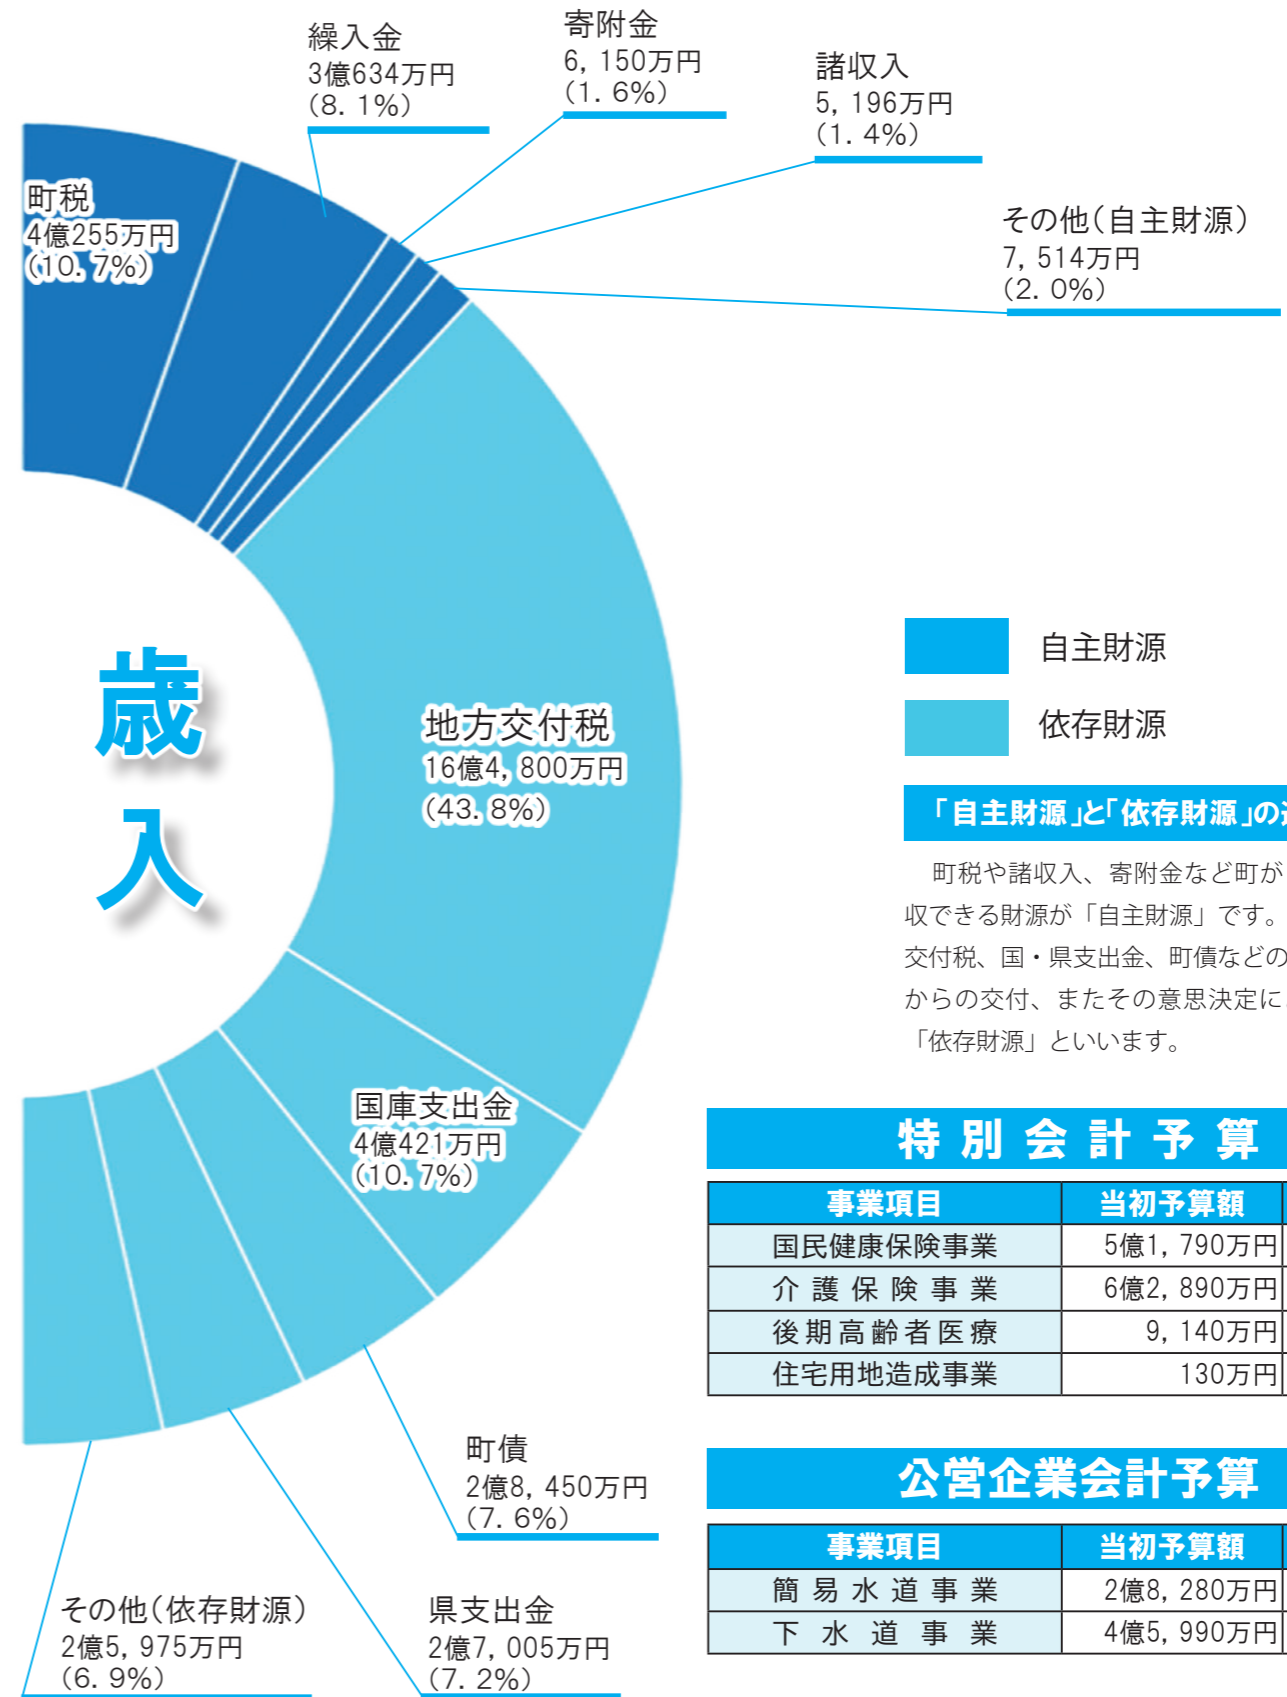 繰入金
3億634万円
(8.1%)
寄附金
6,150万円
(1.6%)
諸収入
5,196万円
(1.4%)
その他(自主財源)
7,514万円
(2.0%)
町税
4億255万円
(10.7%)
歳入
地方交付税
16億4,800万円
(43.8%)
国庫支出金
4億421万円
(10.7%)
町債
2億8,450万円
(7.6%)
県支出金
2億7,005万円
(7.2%)
その他(依存財源)
2億5,975万円
(6.9%)
自主財源
依存財源
「自主財源」と「依存財源」の
町税や諸収入、寄附金など町が
収できる財源が「自主財源」です。
交付税、国・県支出金、町債などの
からの交付、またその意思決定に
「依存財源」といいます。
特別会計予算
事業項目 当初予算額
国民健康保険事業 5億1,790万円
介護保険事業 6億2,890万円
後期高齢者医療 9,140万円
住宅用地造成事業 130万円
公営企業会計予算
事業項目 当初予算額
簡易水道事業 2億8,280万円
下水道事業 4億5,990万円